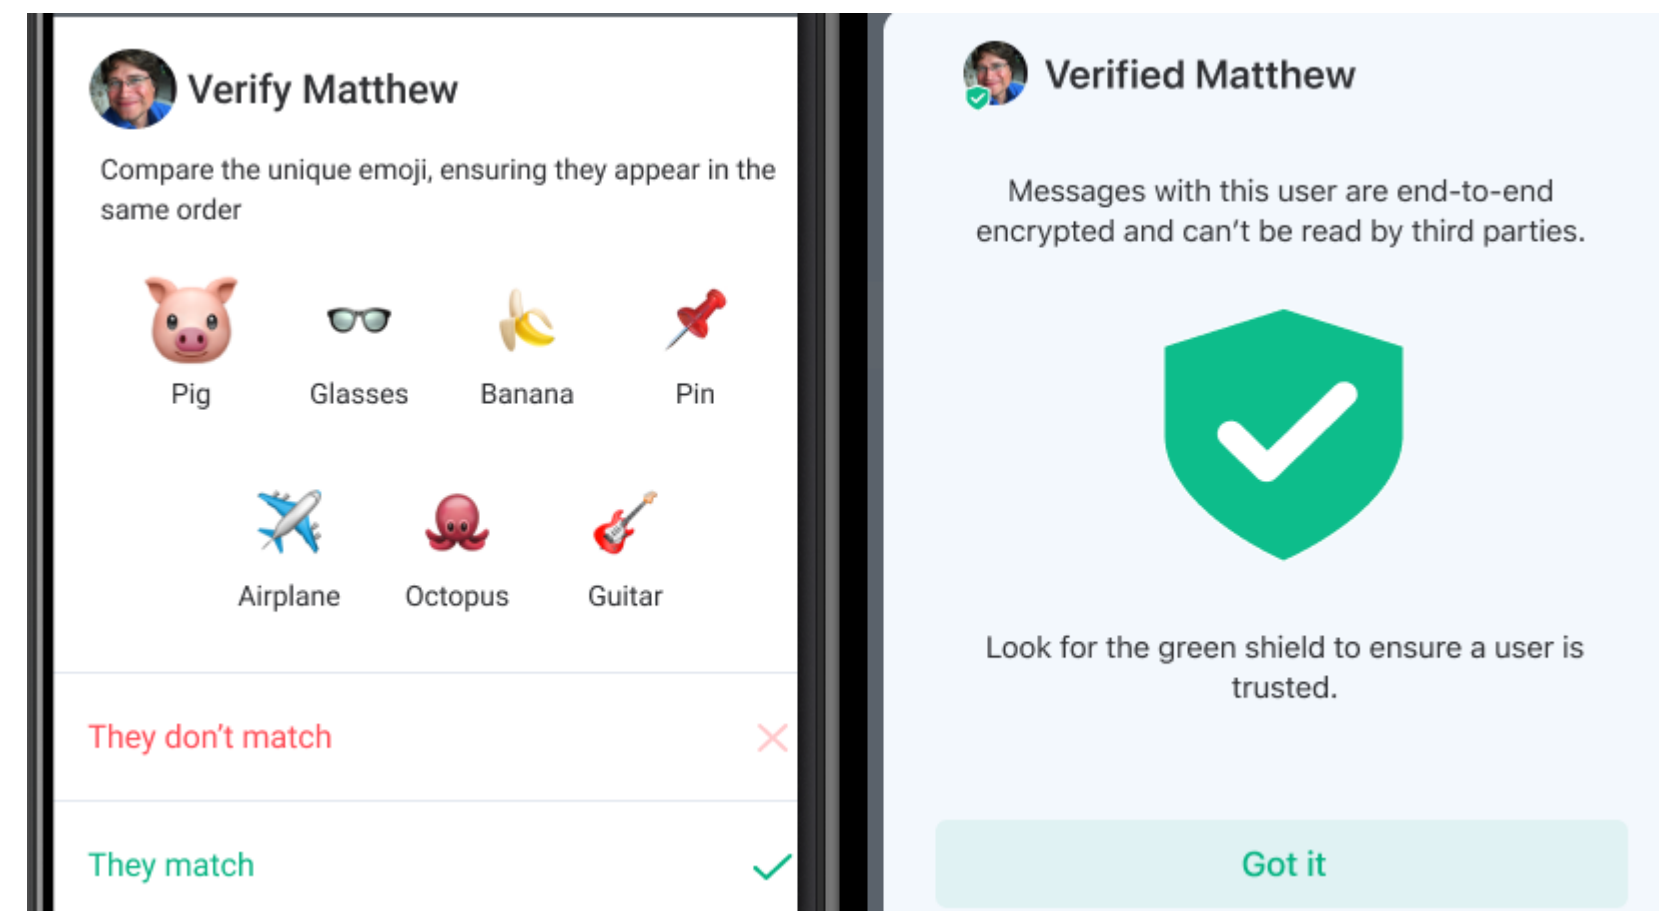 Verify Matthew
Compare the unique emoji, ensuring they appear in the
same order
Pig Glasses Banana Pin
Airplane Octopus Guitar
They don't match
They match
Verified Matthew
Messages with this user are end-to-end
encrypted and can't be read by third parties.
Look for the green shield to ensure a user is
trusted.
Got it